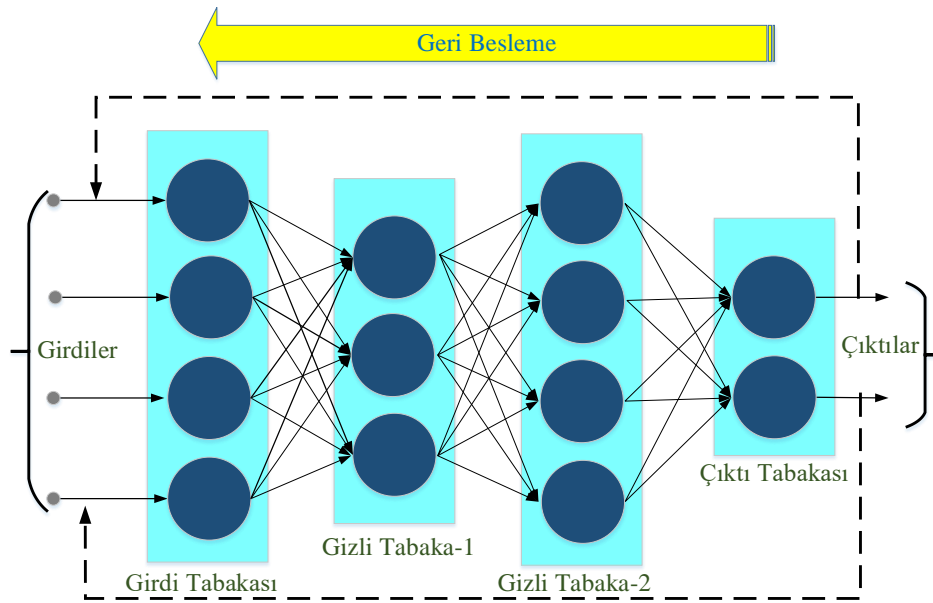 Geri Besleme
Girdiler
Çıktılar
Çıktı Tabakası
Gizli Tabaka-1
Girdi Tabakası
Gizli Tabaka-2